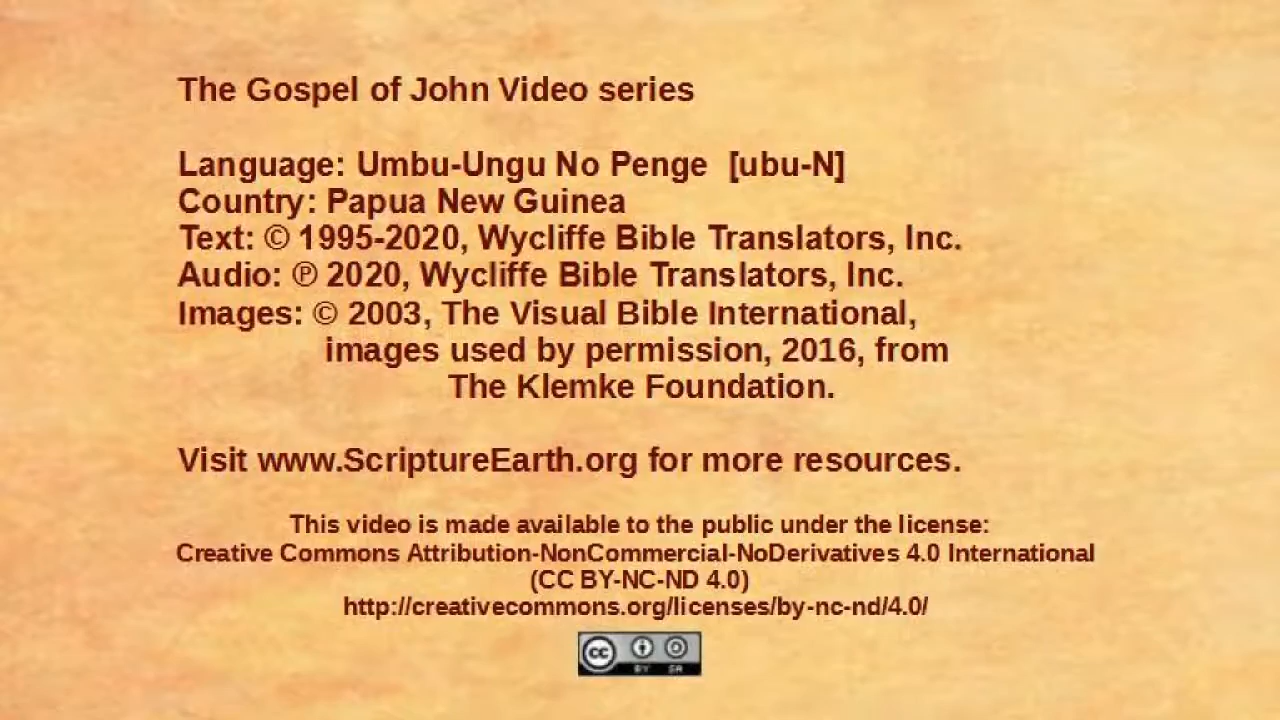 The Gospel of John Video series
Language: Umbu-Ungu No Penge [ubu-N]
Country: Papua New Guinea
Text: © 1995-2020, Wycliffe Bible Translators, Inc.
Audio: ℗ 2020, Wycliffe Bible Translators, Inc.
Images: © 2003, The Visual Bible International,
images used by permission, 2016, from
The Klemke Foundation.
Visit www.ScriptureEarth.org for more resources.
This video is made available to the public under the license:
Creative Commons Attribution-NonCommercial-NoDerivatives 4.0 International
(CC BY-NC-ND 4.0)
http://creativecommons.org/licenses/by-nc-nd/4.0/
cc BY SA